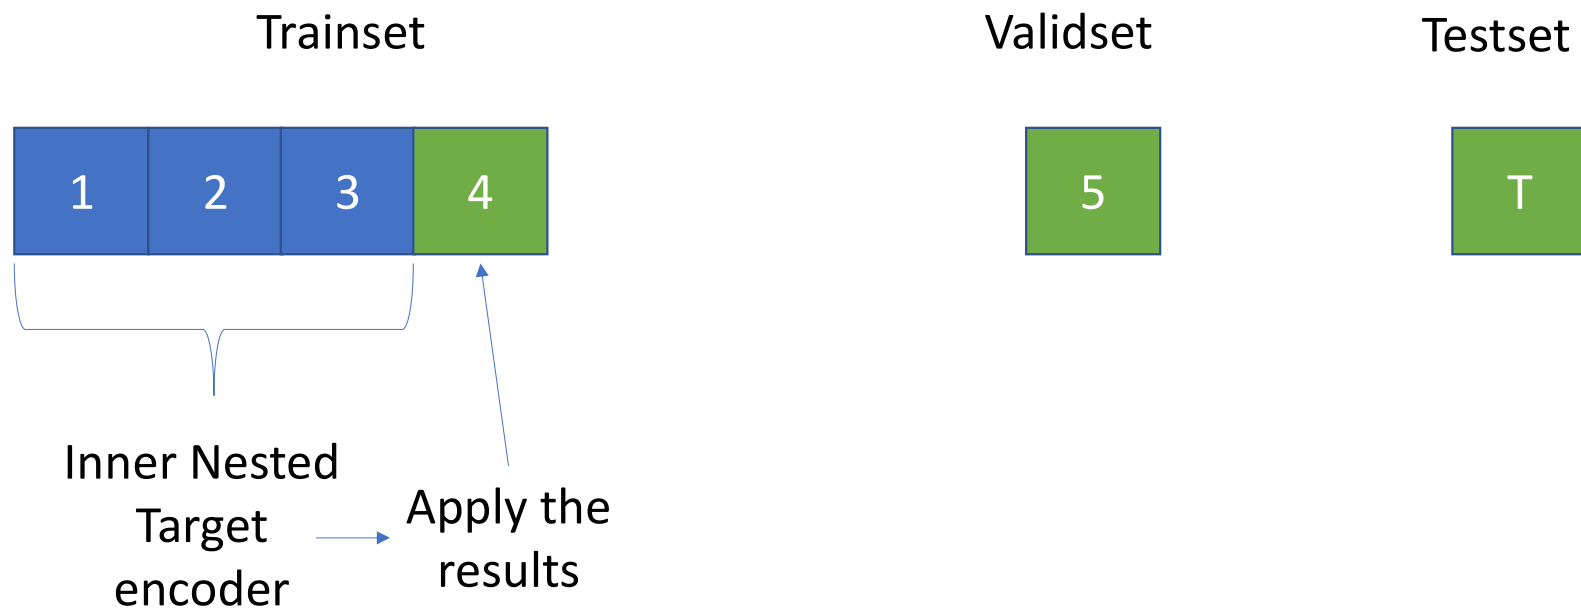 Trainset
Validset
Testset
1 2 3 4
5
T
Inner Nested
Target
encoder
Apply the
results